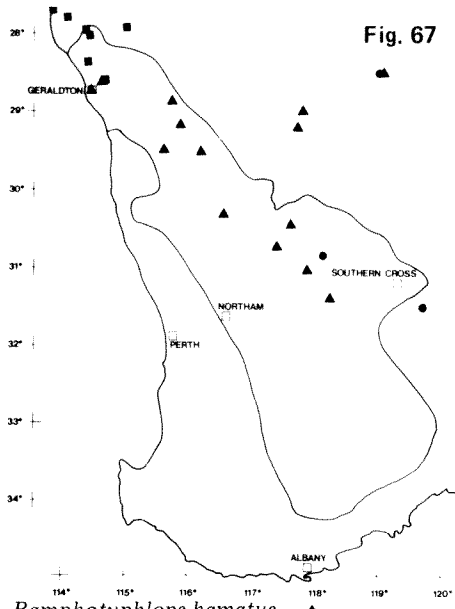 Fig. 67
28°
GERALDTON
29°
30°
31°
SOUTHERN CROSS
NORTHAM
32°
PERTH
33°
34°
ALBANY
114° 115° 116° 117° 118° 119° 120°
Ramphotyphlops hamatus